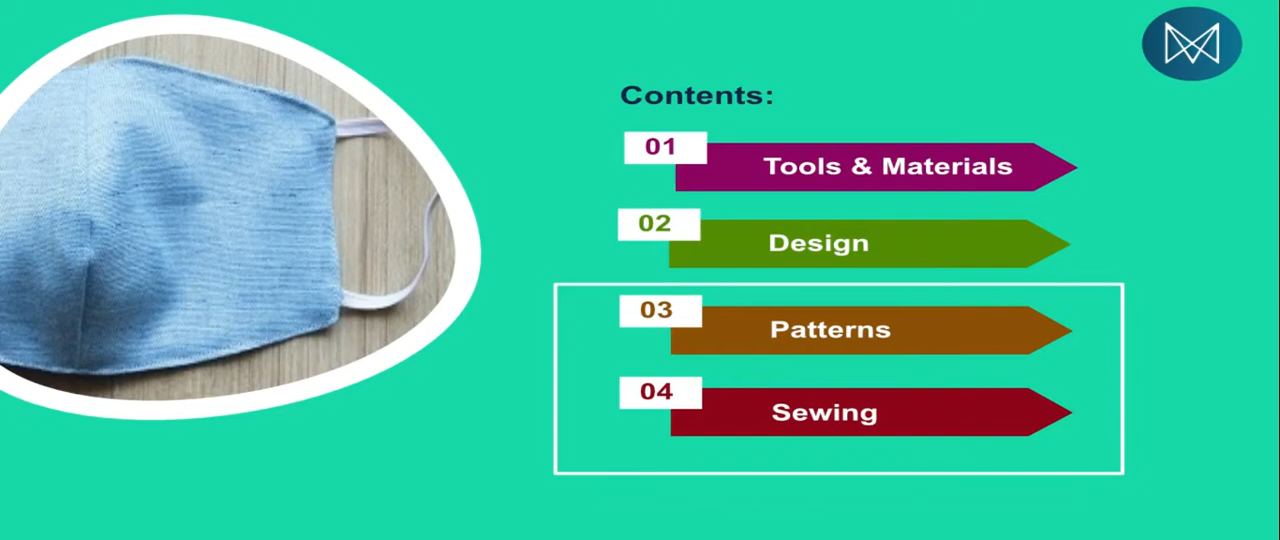 Contents:
01
Tools & Materials
02
Design
03
Patterns
04
Sewing